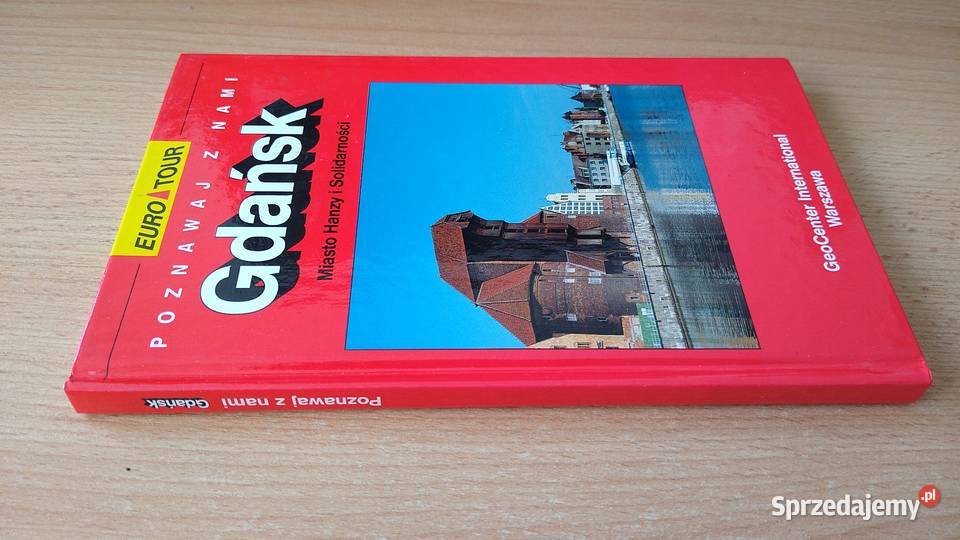 EURO TOUR
POZNAWAJ Z NAMI
Gdańsk
Miasto Hanzy i Solidarności
GeoCenter International
Warszawa
Poznawaj z nami Gdańsk
Sprzedajemy.pl